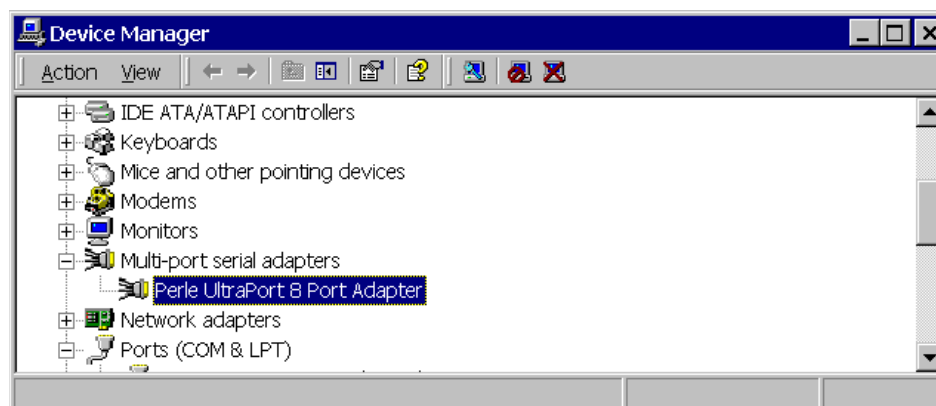 Device Manager
Action View
IDE ATA/ATAPI controllers
Keyboards
Mice and other pointing devices
Modems
Monitors
Multi-port serial adapters
Perle UltraPort 8 Port Adapter
Network adapters
Ports (COM & LPT)